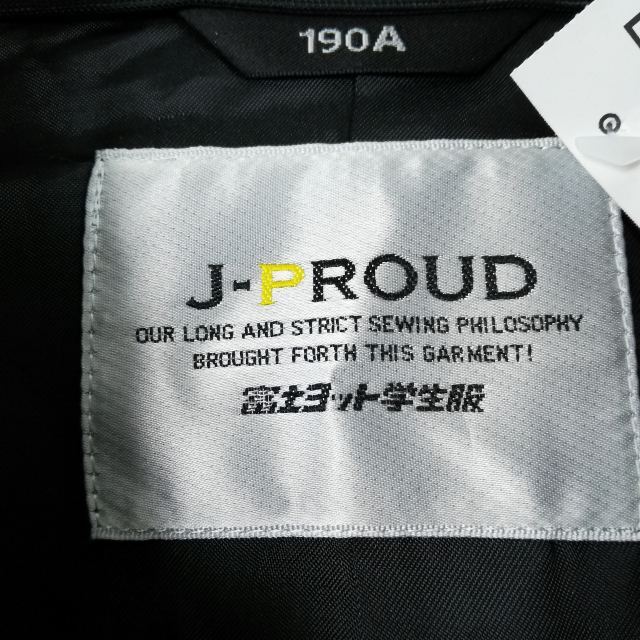 190A
J-PROUD
OUR LONG AND STRICT SEWING PHILOSOPHY
BROUGHT FORTH THIS GARMENT!
富士ヨット学生服